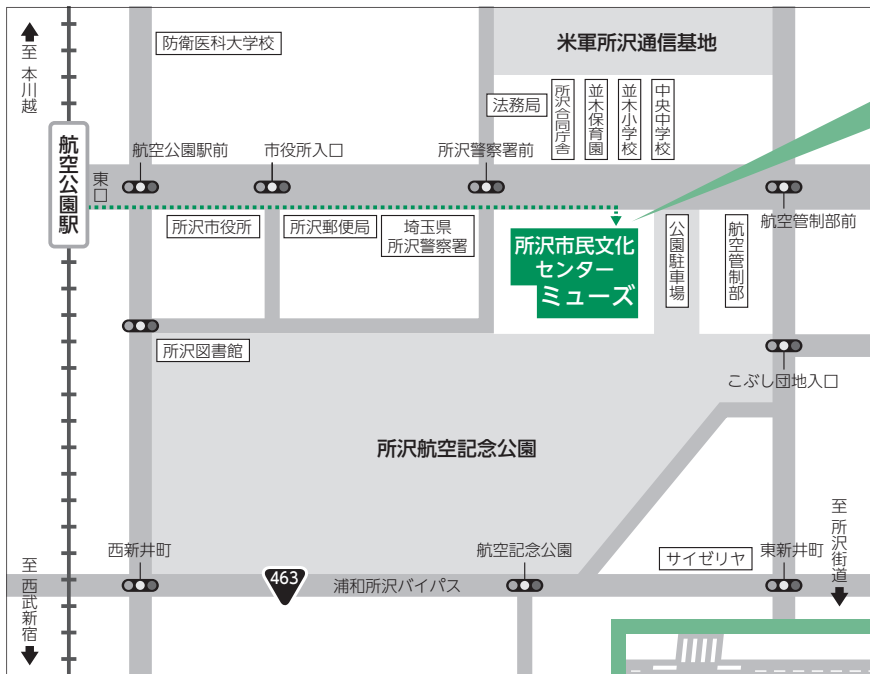 至 本川越
防衛医科大学校
米軍所沢通信基地
法務局
所沢合同庁舎
並木保育園
並木小学校
中央中学校
航空公園駅
東口
航空公園駅前
市役所入口
所沢警察署前
航空管制部前
所沢市役所
所沢郵便局
埼玉県
所沢警察署
所沢市民文化
センター
ミューズ
公園駐車場
航空管制部
所沢図書館
こぶし団地入口
所沢航空記念公園
西新井町
航空記念公園
サイゼリヤ
東新井町
至 所沢街道
463
浦和所沢バイパス
至 西武新宿